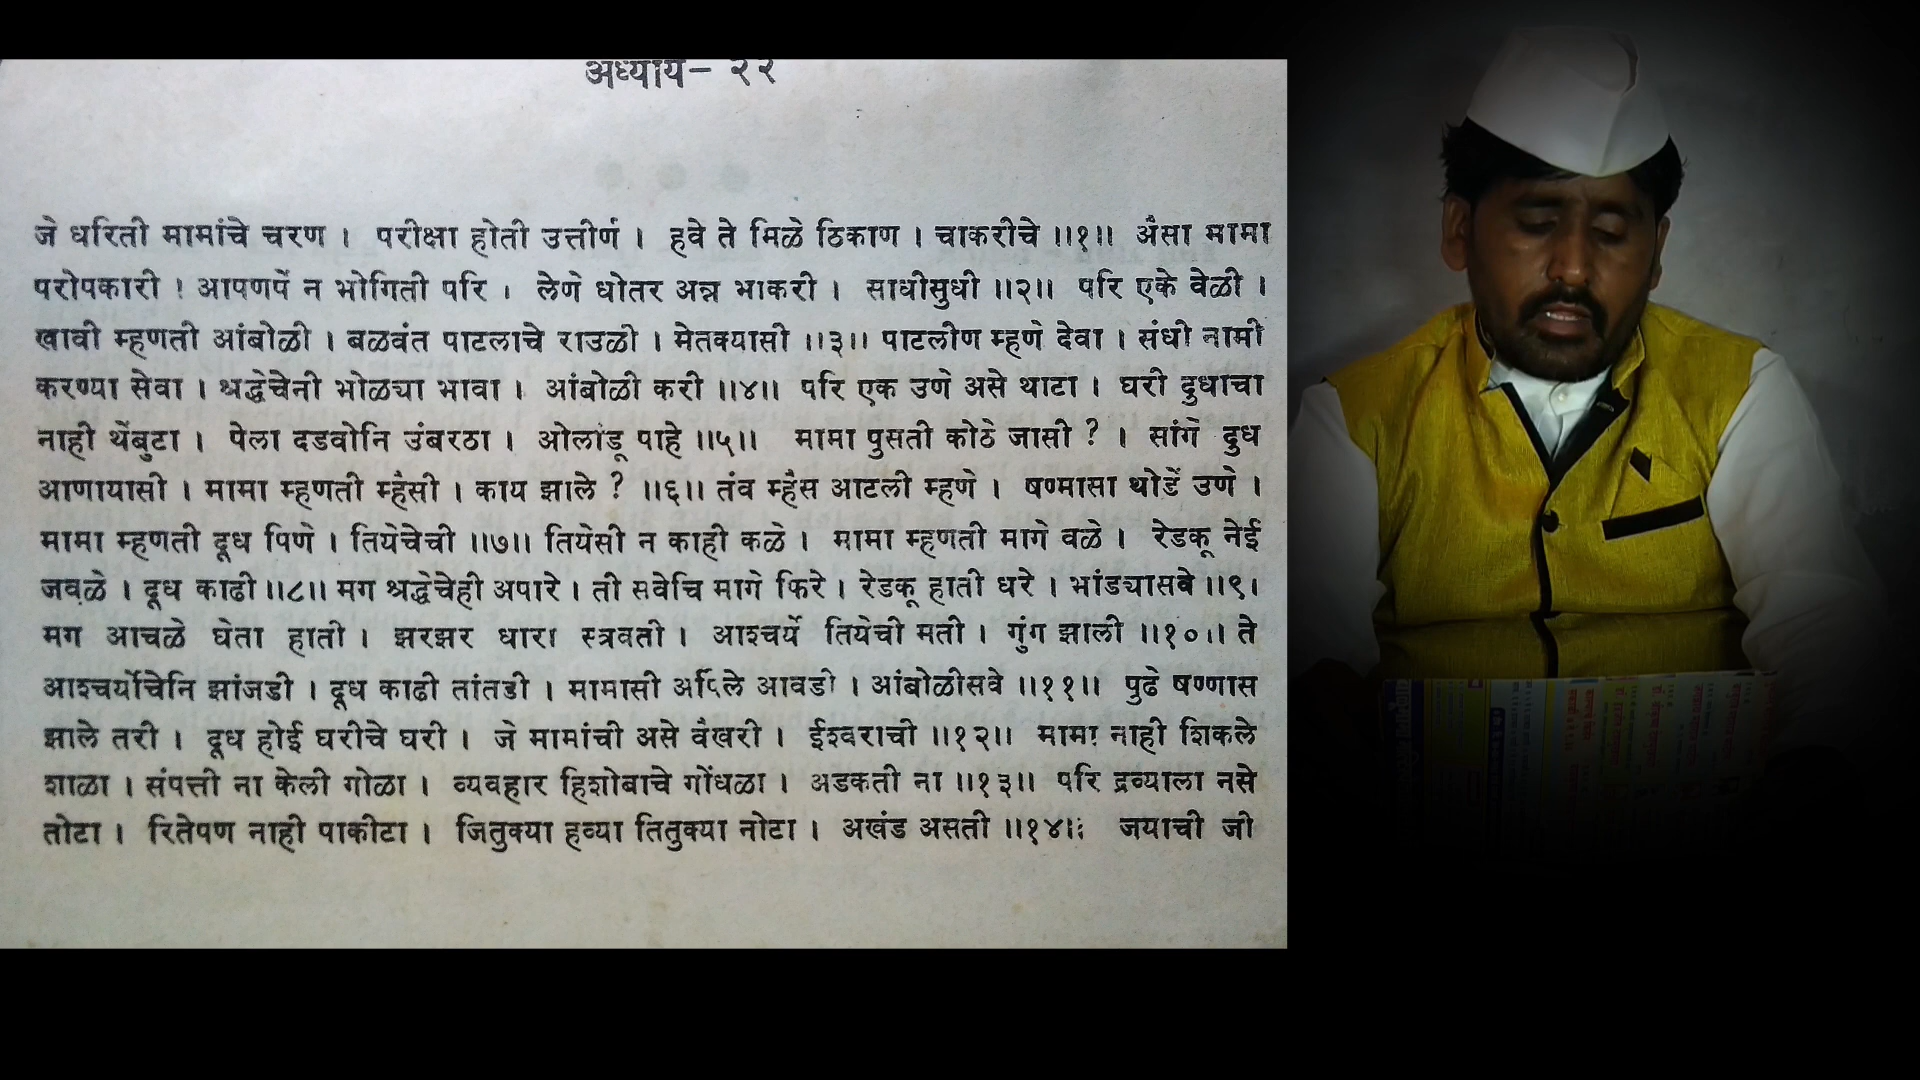 अध्याय- २२
जे धरिती मामांचे चरण । परीक्षा होती उत्तीर्ण । हवे ते मिळे ठिकाण । चाकरीचे ॥१॥ अैसा मामा
परोपकारी । आपणपें न भोगिती परि । लेणे धोतर अन्न भाकरी । साधीसुधी ॥२॥ परि एके वेळी ।
खावी म्हणती आंबोळी । बळवंत पाटलाचे राउळी । मेतक्यासी ॥३॥ पाटलीण म्हणे देवा । संधी नामी
करण्या सेवा । श्रद्धेचेनी भोळ्या भावा । आंबोळी करी ॥४॥ परि एक उणे असे थाटा । घरी दुधाचा
नाही थेंबुटा । पेला दडवोनि उंबरठा । ओलांडू पाहे ॥५॥ मामा पुसती कोठे जासी ? । सांगे दुध
आणायासी । मामा म्हणती म्हैसी । काय झाले ? ॥६॥ तंव म्हैस आटली म्हणे । षण्मासा थोडें उणे ।
मामा म्हणती दूध पिणे । तियेचेची ॥७॥ तियेसी न काही कळे । मामा म्हणती मागे वळे । रेडकू नेई
जवळे । दूध काढी ॥८॥ मग श्रद्धेचेही अपारे । ती सवेचि मागे फिरे । रेडकू हाती धरे । भांड्यासवे ॥९।
मग आचळे घेता हाती । झरझर धारा स्त्रवती । आश्चर्ये तियेची मती । गुंग झाली ॥१०॥ ते
आश्चर्याचेनि झांजडी । दूध काढी तांतडी । मामासी अर्पिले आवडी । आंबोळीसवे ॥११॥ पुढे षण्णास
झाले तरी । दूध होई घरीचे घरी । जे मामांची असे वैखरी । ईश्वराची ॥१२॥ मामा नाही शिकले
शाळा । संपत्ती ना केली गोळा । व्यवहार हिशोबाचे गोंधळा । अडकती ना ॥१३॥ परि द्रव्याला नसे
तोटा । रितेपण नाही पाकीटा । जितुक्या हव्या तितुक्या नोटा । अखंड असती ॥१४॥ जयाची जी